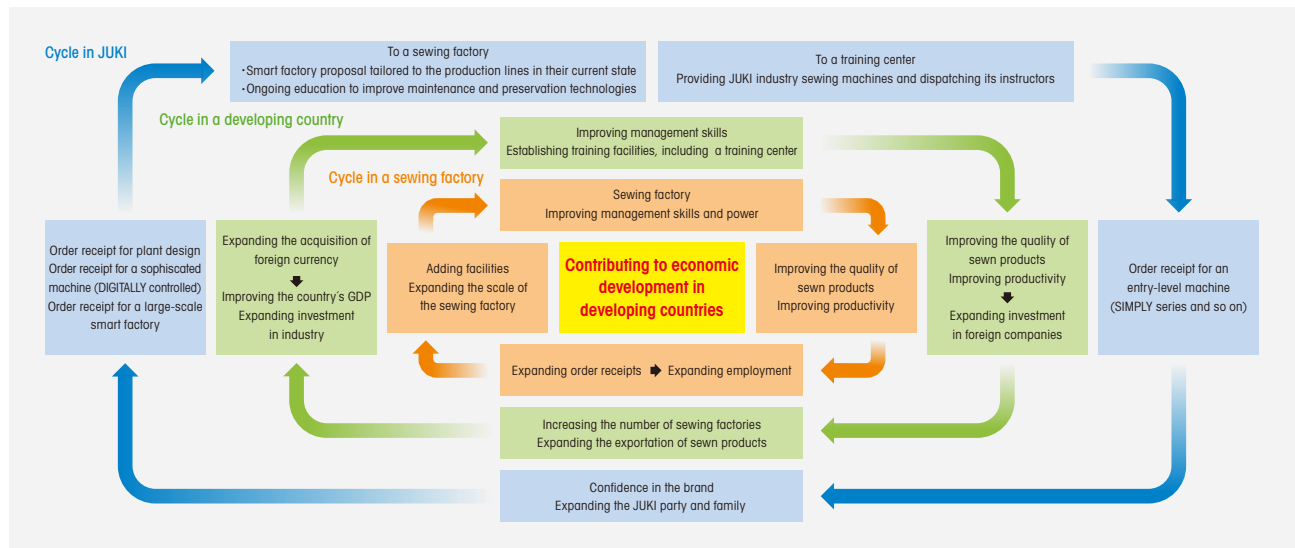 Cycle in JUKI
To a sewing factory
・Smart factory proposal tailored to the production lines in their current state
・Ongoing education to improve maintenance and preservation technologies
To a training center
Providing JUKI industry sewing machines and dispatching its instructors
Cycle in a developing country
Improving management skills
Establishing training facilities, including a training center
Cycle in a sewing factory
Sewing factory
Improving management skills and power
Order receipt for plant design
Order receipt for a sophiscated
machine (DIGITALLY controlled)
Order receipt for a large-scale
smart factory
Expanding the acquisition of
foreign currency
Improving the country's GDP
Expanding investment
in industry
Adding facilities
Expanding the scale of
the sewing factory
Contributing to economic
development in
developing countries
Improving the quality of
sewn products
Improving productivity
Improving the quality of
sewn products
Improving productivity
Expanding investment
in foreign companies
Order receipt for an
entry-level machine
(SIMPLY series and so on)
Expanding order receipts Expanding employment
Increasing the number of sewing factories
Expanding the exportation of sewn products
Confidence in the brand
Expanding the JUKI party and family